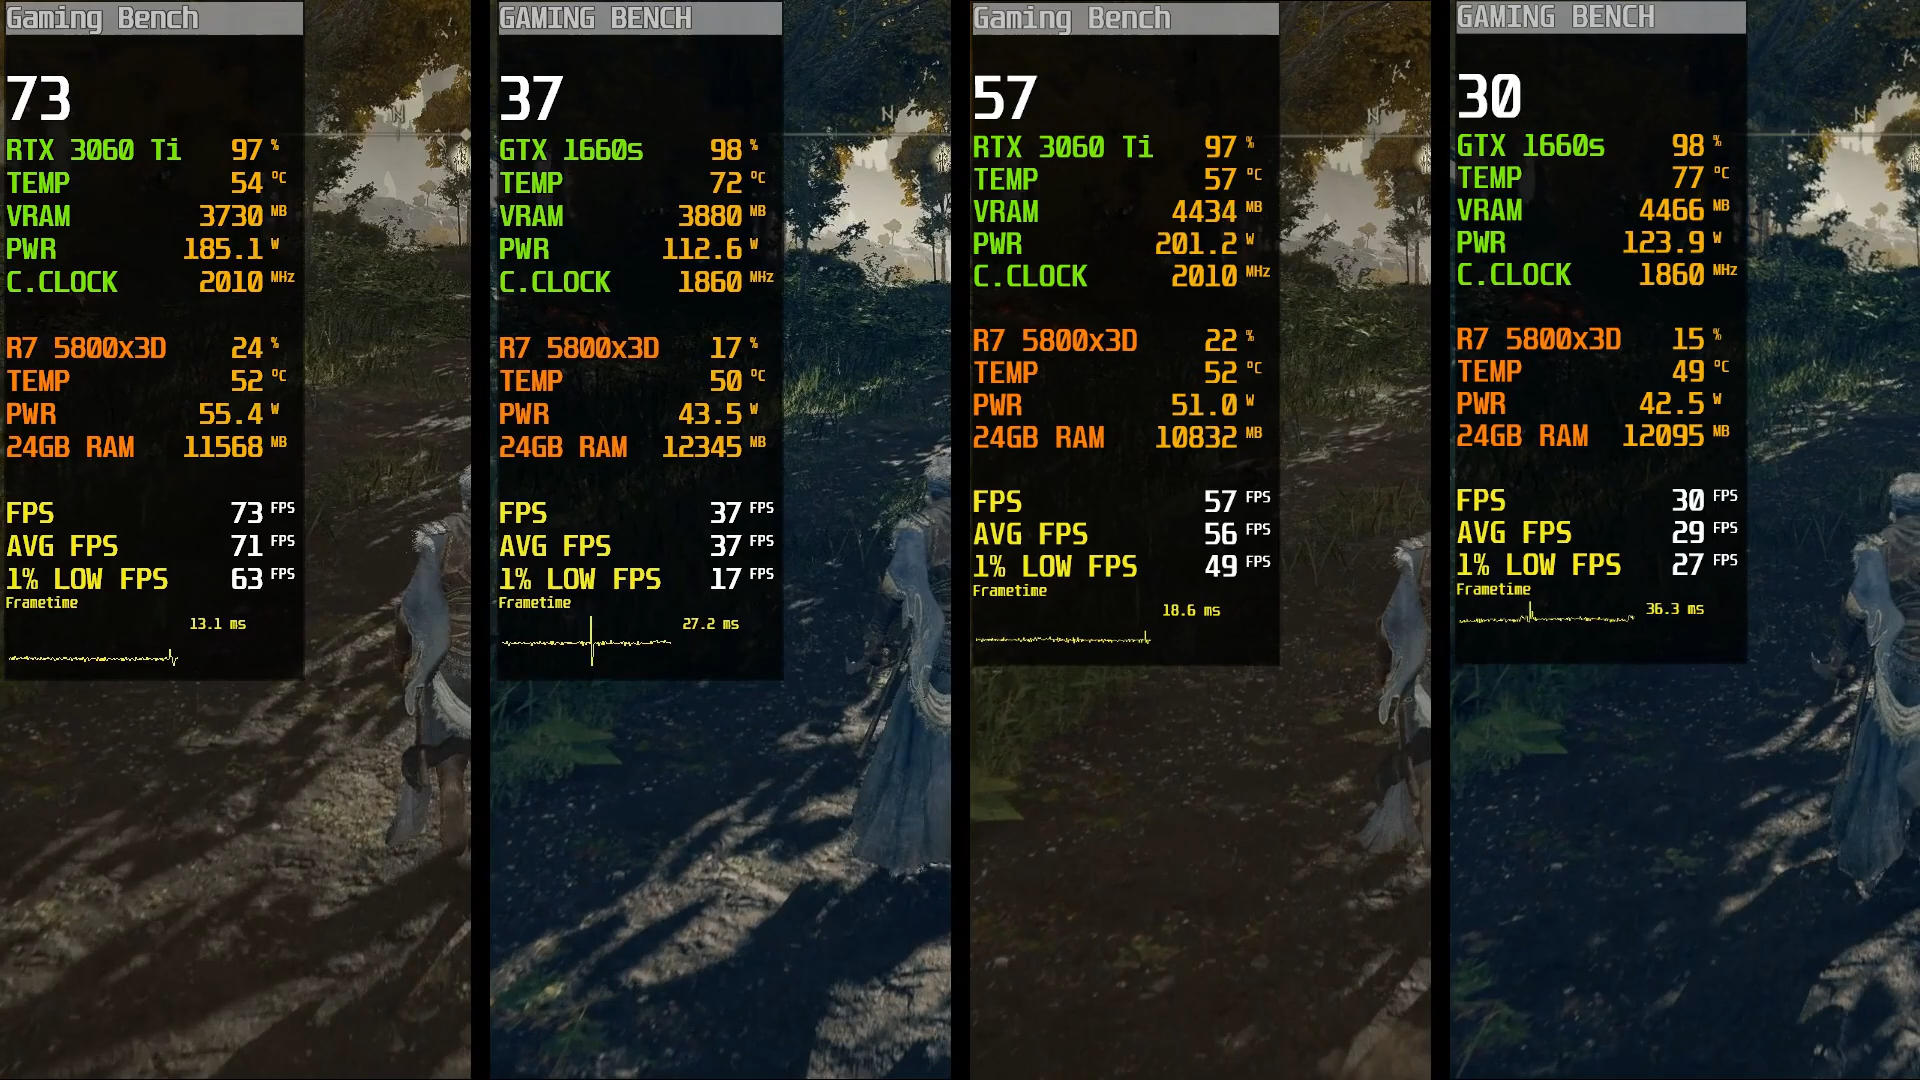 Gaming Bench
73
RTX 3060 Ti 97 %
TEMP 54 °C
VRAM 3730 MB
PWR 185.1 W
C.CLOCK 2010 MHz
R7 5800x3D 24 %
TEMP 52 °C
PWR 55.4 W
24GB RAM 11568 MB
FPS 73 FPS
AVG FPS 71 FPS
1% LOW FPS 63 FPS
Frametime
13.1 ms
GAMING BENCH
37
GTX 1660s 98 %
TEMP 72 °C
VRAM 3880 MB
PWR 112.6 W
C.CLOCK 1860 MHz
R7 5800x3D 17 %
TEMP 50 °C
PWR 43.5 W
24GB RAM 12345 MB
FPS 37 FPS
AVG FPS 37 FPS
1% LOW FPS 17 FPS
Frametime
27.2 ms
N
Gaming Bench
57
RTX 3060 Ti 97 %
TEMP 57 °C
VRAM 4434 MB
PWR 201.2 W
C.CLOCK 2010 MHz
R7 5800x3D 22 %
TEMP 52 °C
PWR 51.0 W
24GB RAM 10832 MB
FPS 57 FPS
AVG FPS 56 FPS
1% LOW FPS 49 FPS
Frametime
18.6 ms
N
GAMING BENCH
30
GTX 1660s 98 %
TEMP 77 °C
VRAM 4466 MB
PWR 123.9 W
C.CLOCK 1860 MHz
R7 5800x3D 15 %
TEMP 49 °C
PWR 42.5 W
24GB RAM 12095 MB
FPS 30 FPS
AVG FPS 29 FPS
1% LOW FPS 27 FPS
Frametime
36.3 ms
N